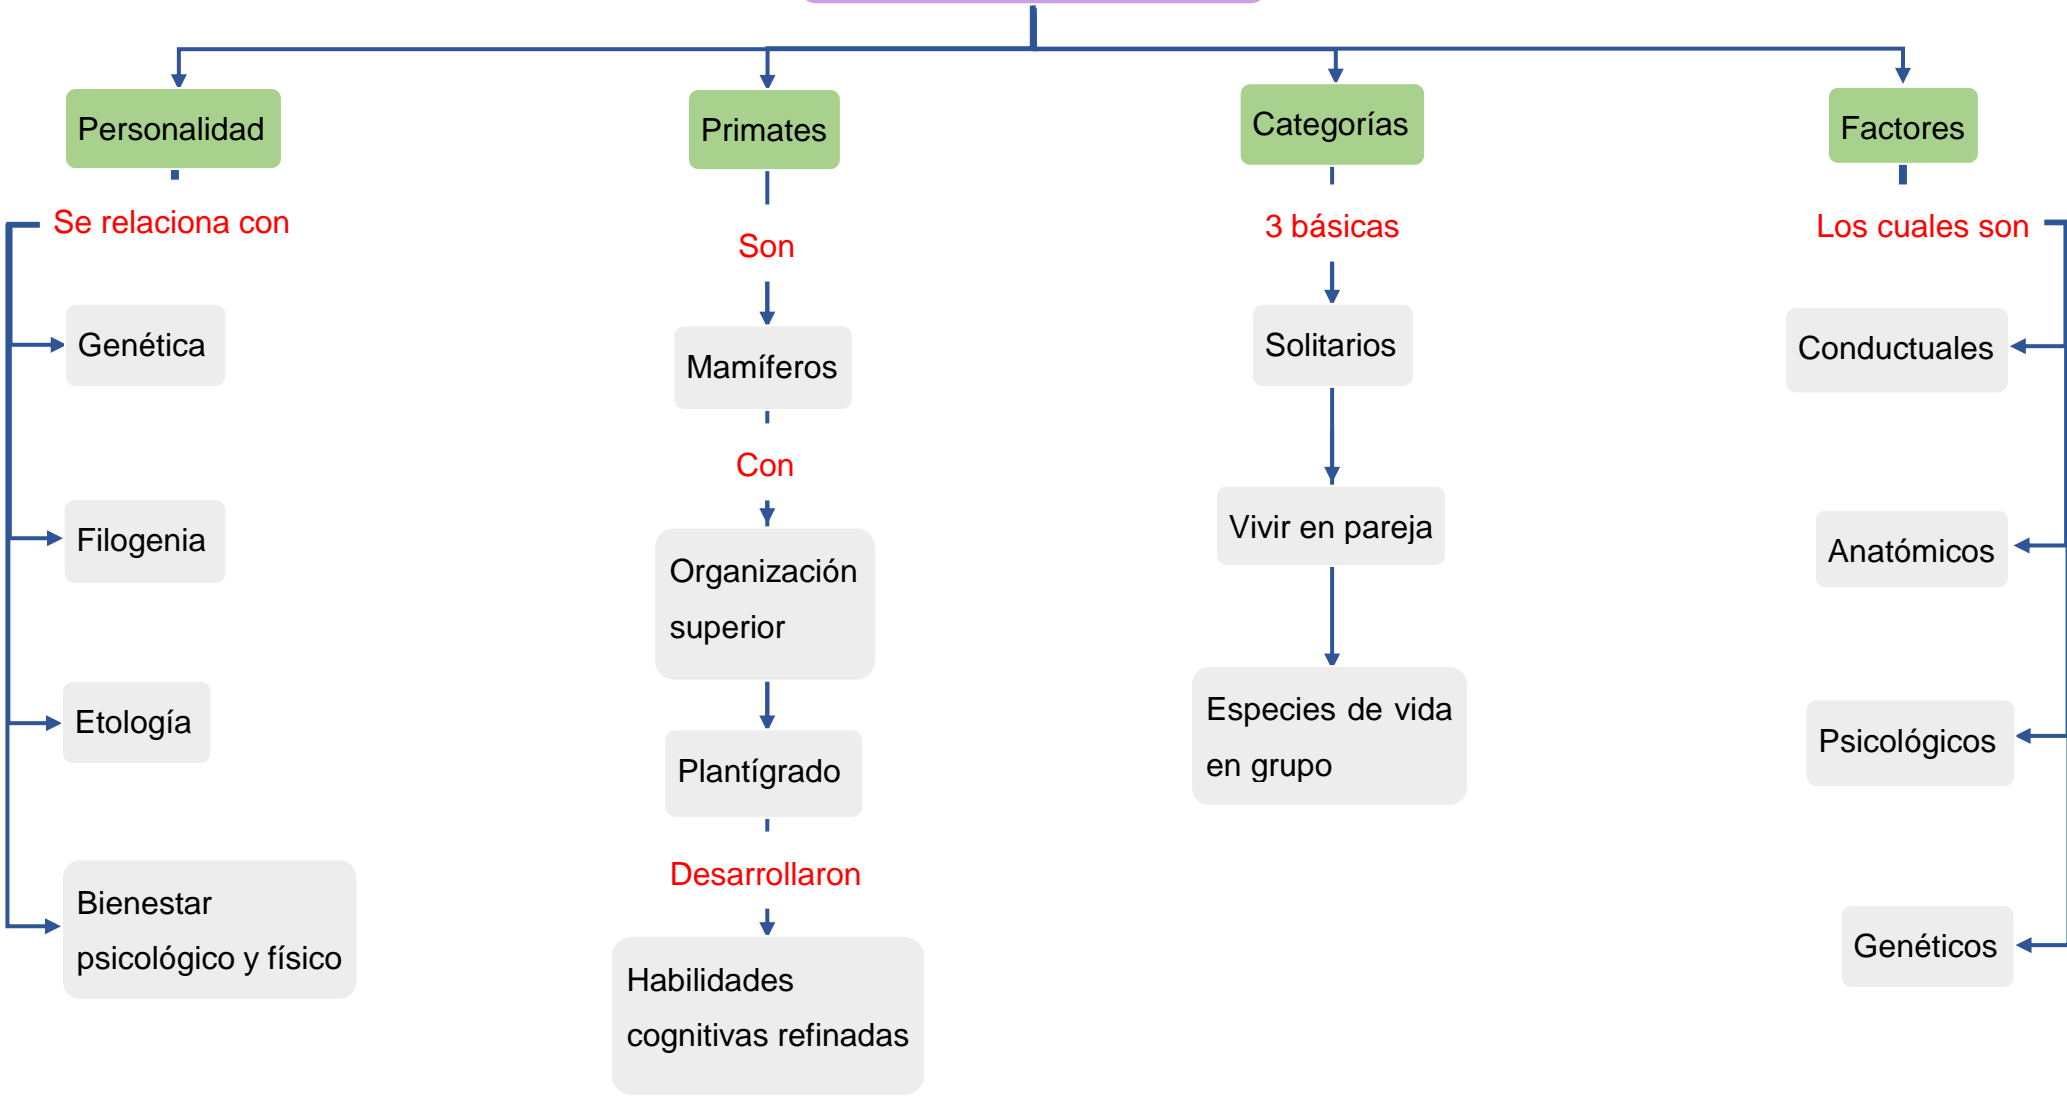 Personalidad
Se relaciona con
Genética
Filogenia
Etología
Bienestar
psicológico y físico
Primates
Son
Mamíferos
Con
Organización
superior
Plantígrado
Desarrollaron
Habilidades
cognitivas refinadas
Categorías
3 básicas
Solitarios
Vivir en pareja
Especies de vida
en grupo
Factores
Los cuales son
Conductuales
Anatómicos
Psicológicos
Genéticos